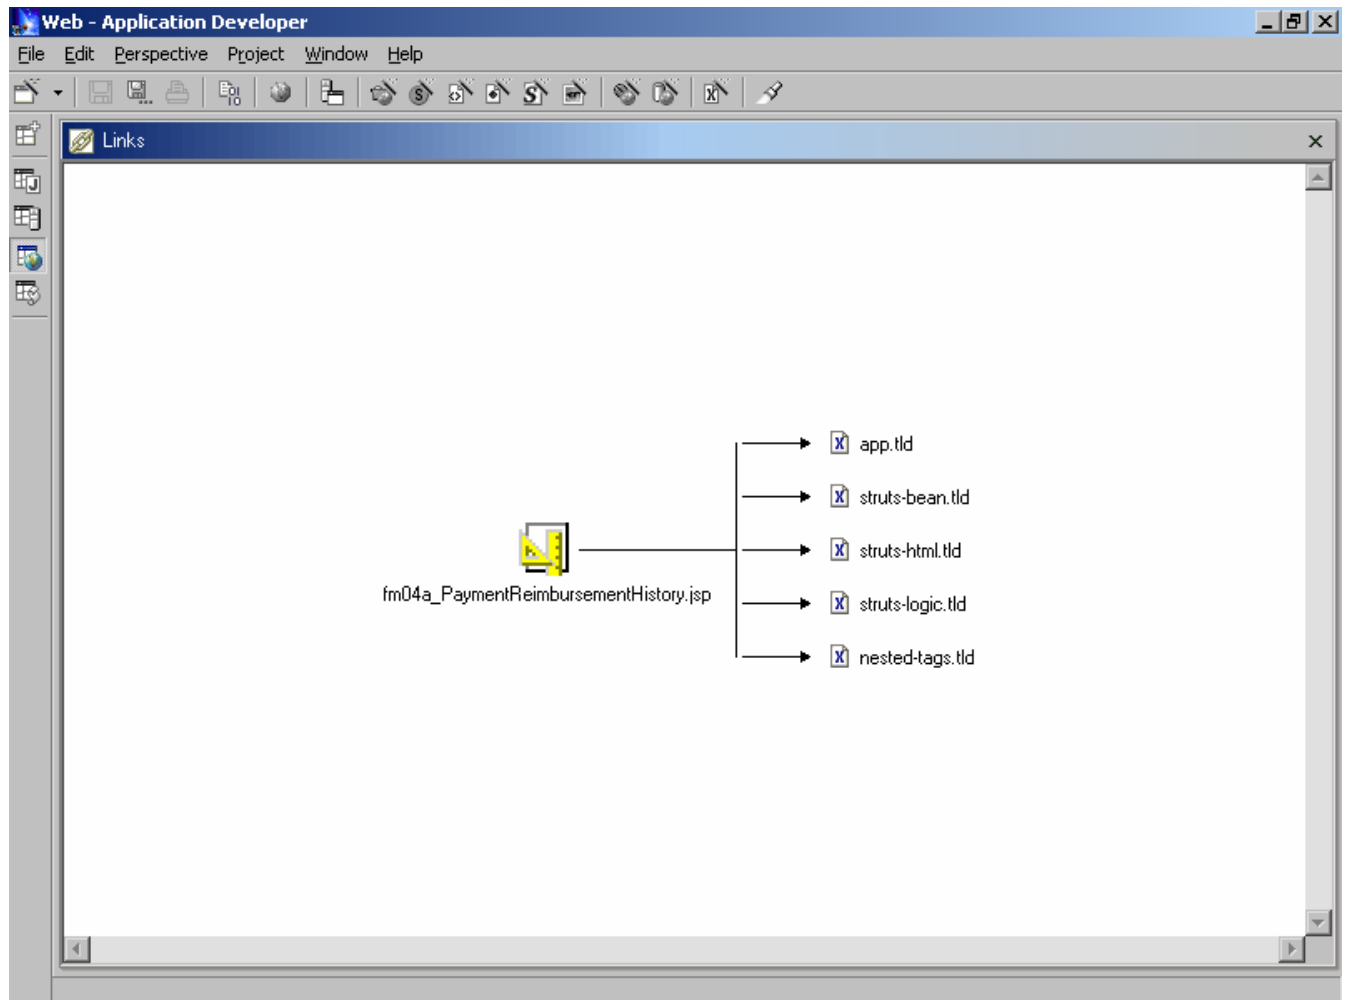 Web - Application Developer
File Edit Perspective Project Window Help
Links
app.tld
struts-bean.tld
struts-html.tld
fm04a_PaymentReimbursementHistory.jsp
struts-logic.tld
nested-tags.tld